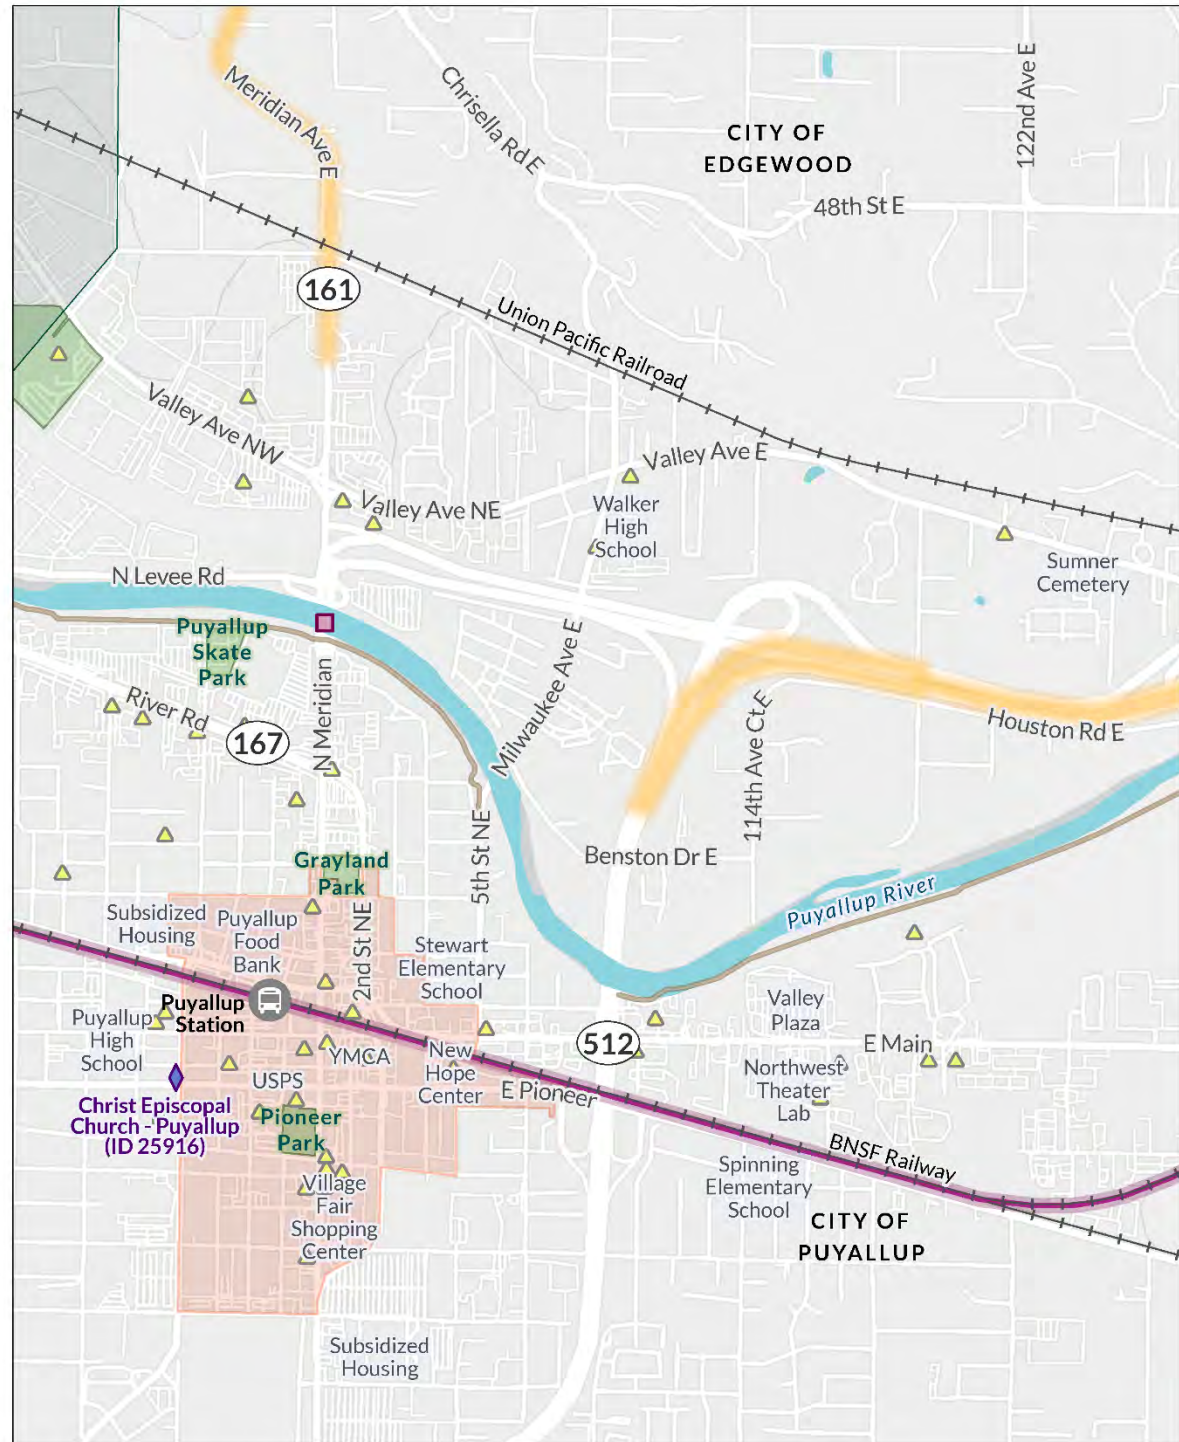 Meridian Ave E
Chrisella Rd E
CITY OF
EDGEWOOD
122nd Ave E
48th St E
161
Union Pacific Railroad
Valley Ave NW
Valley Ave E
Valley Ave NE
Walker
High
School
Sumner
Cemetery
N Levee Rd
Puyallup
Skate
Park
River Rd
167
N Meridian
Milwaukee Ave E
114th Ave Ct E
Houston Rd E
5th St NE
Benston Dr E
Grayland
Park
Puyallup River
Subsidized
Housing
Puyallup
Food
Bank
2nd St NE
Stewart
Elementary
School
Puyallup
Station
Valley
Plaza
Puyallup
High
School
YMCA
New
Hope
Center
512
E Main
USPS
E Pioneer
Northwest
Theater
Lab
Christ Episcopal
Church - Puyallup
(ID 25916)
Pioneer
Park
BNSF Railway
Spinning
Elementary
School
Village
Fair
Shopping
Center
CITY OF
PUYALLUP
Subsidized
Housing